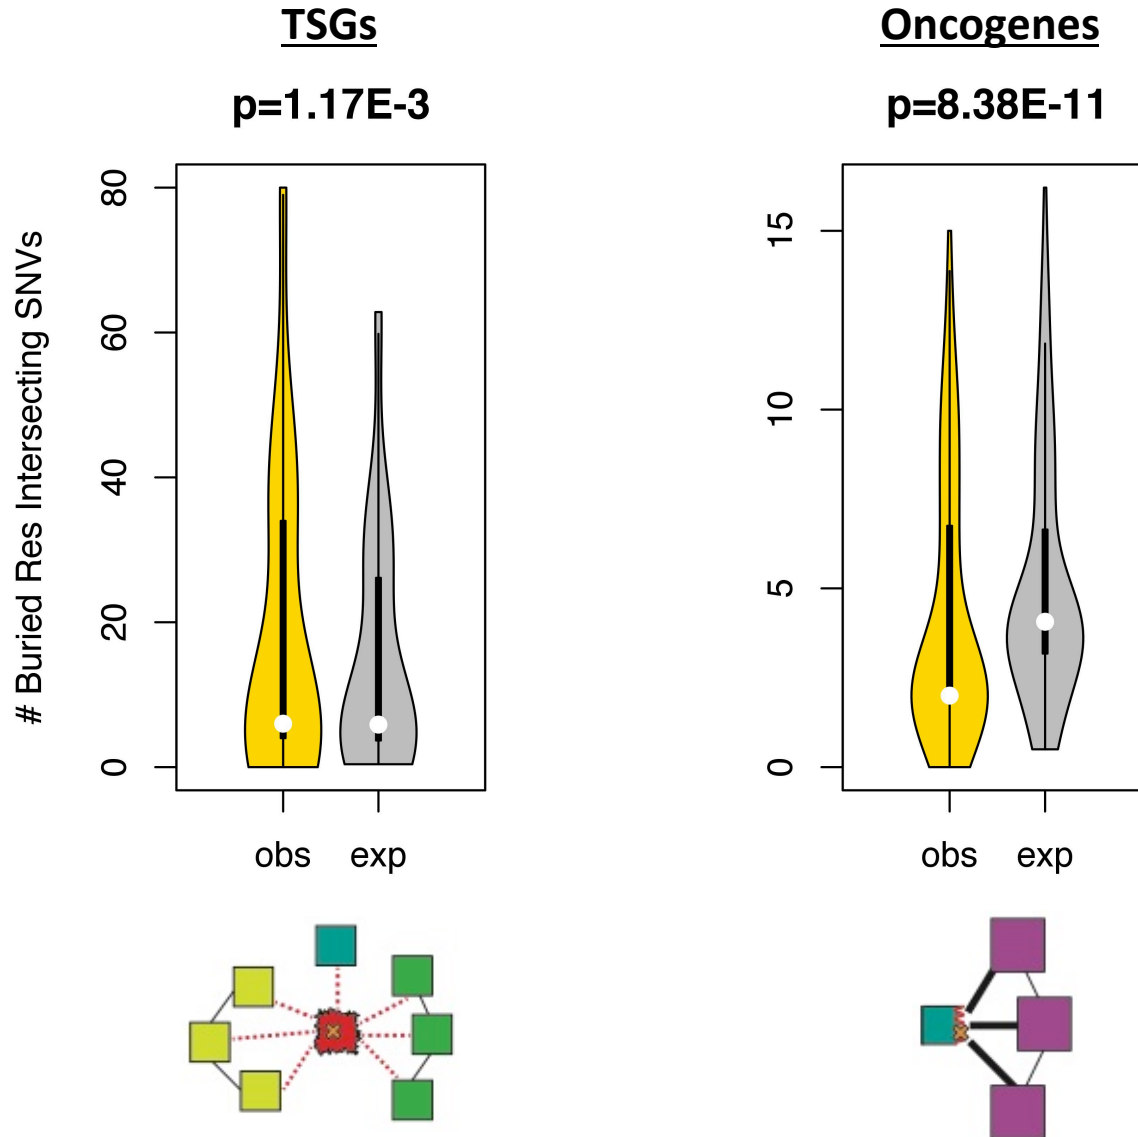 TSGs
p=1.17E-3
# Buried Res Intersecting SNVs
80
60
40
20
0
obs exp
Oncogenes
p=8.38E-11
15
10
5
0
obs exp